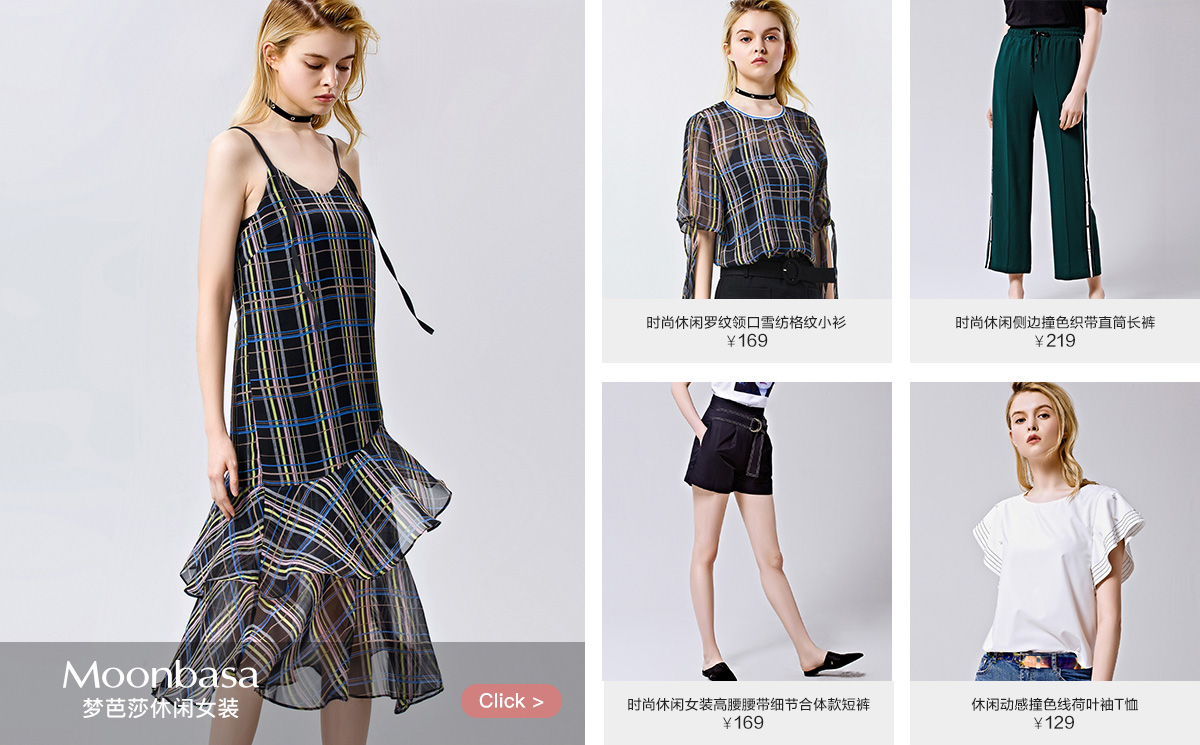 Moonbasa
梦芭莎休闲女装
Click >
时尚休闲罗纹领口雪纺格纹小衫
¥169
时尚休闲侧边撞色织带直筒长裤
¥219
时尚休闲女装高腰腰带细节合体款短裤
¥169
休闲动感撞色线荷叶袖T恤
¥129